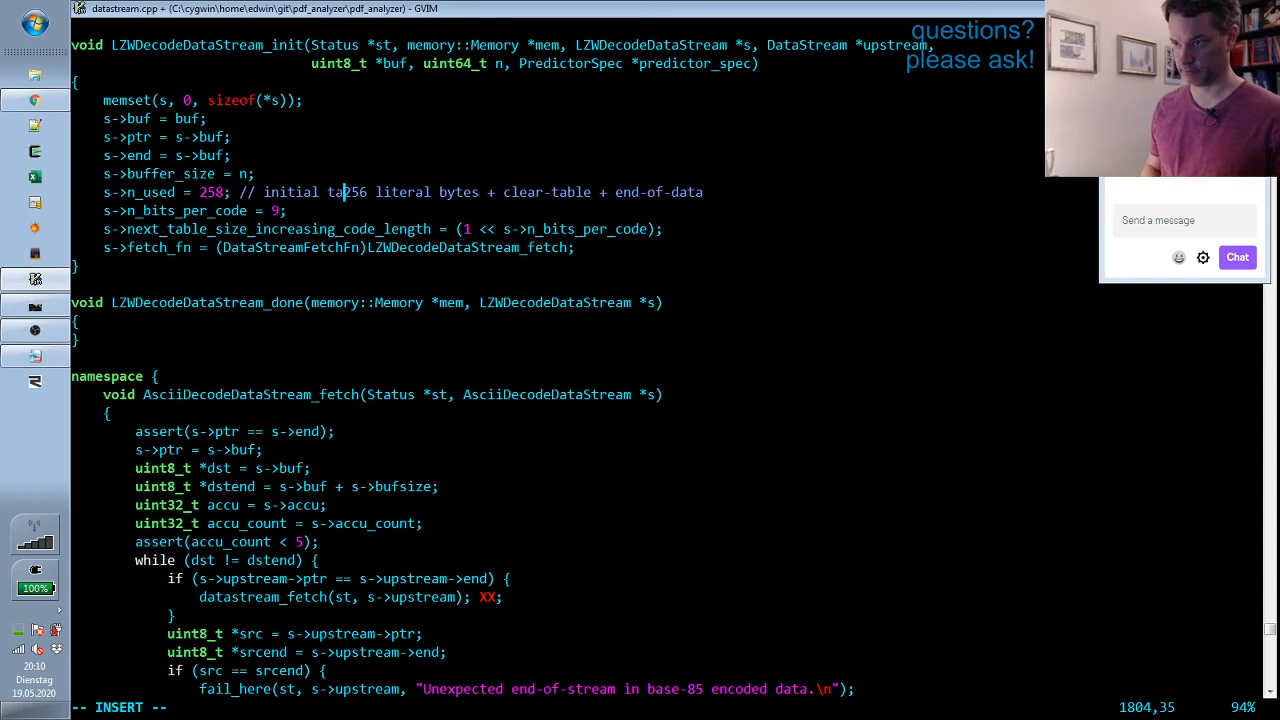 datastream.cpp + (C:\cygwin\home\edwin\git\pdf_analyzer\pdf_analyzer) - GVIM
void LZWDecodeDataStream_init(Status *st, memory::Memory *mem, LZWDecodeDataStream *s, DataStream *upstream,
                              uint8_t *buf, uint64_t n, PredictorSpec *predictor_spec)
{
    memset(s, 0, sizeof(*s));
    s->buf = buf;
    s->ptr = s->buf;
    s->end = s->buf;
    s->buffer_size = n;
    s->n_used = 258; // initial ta256 literal bytes + clear-table + end-of-data
    s->n_bits_per_code = 9;
    s->next_table_size_increasing_code_length = (1 << s->n_bits_per_code);
    s->fetch_fn = (DataStreamFetchFn)LZWDecodeDataStream_fetch;
}
void LZWDecodeDataStream_done(memory::Memory *mem, LZWDecodeDataStream *s)
{
}
namespace {
    void AsciiDecodeDataStream_fetch(Status *st, AsciiDecodeDataStream *s)
    {
        assert(s->ptr == s->end);
        s->ptr = s->buf;
        uint8_t *dst = s->buf;
        uint8_t *dstend = s->buf + s->bufsize;
        uint32_t accu = s->accu;
        uint32_t accu_count = s->accu_count;
        assert(accu_count < 5);
        while (dst != dstend) {
            if (s->upstream->ptr == s->upstream->end) {
                datastream_fetch(st, s->upstream); XX;
            }
            uint8_t *src = s->upstream->ptr;
            uint8_t *srcend = s->upstream->end;
            if (src == srcend) {
                fail_here(st, s->upstream, "Unexpected end-of-stream in base-85 encoded data.\n");
-- INSERT --
1804,35
94%
questions?
please ask!
Send a message
Chat
100%
20:10
Dienstag
19.05.2020